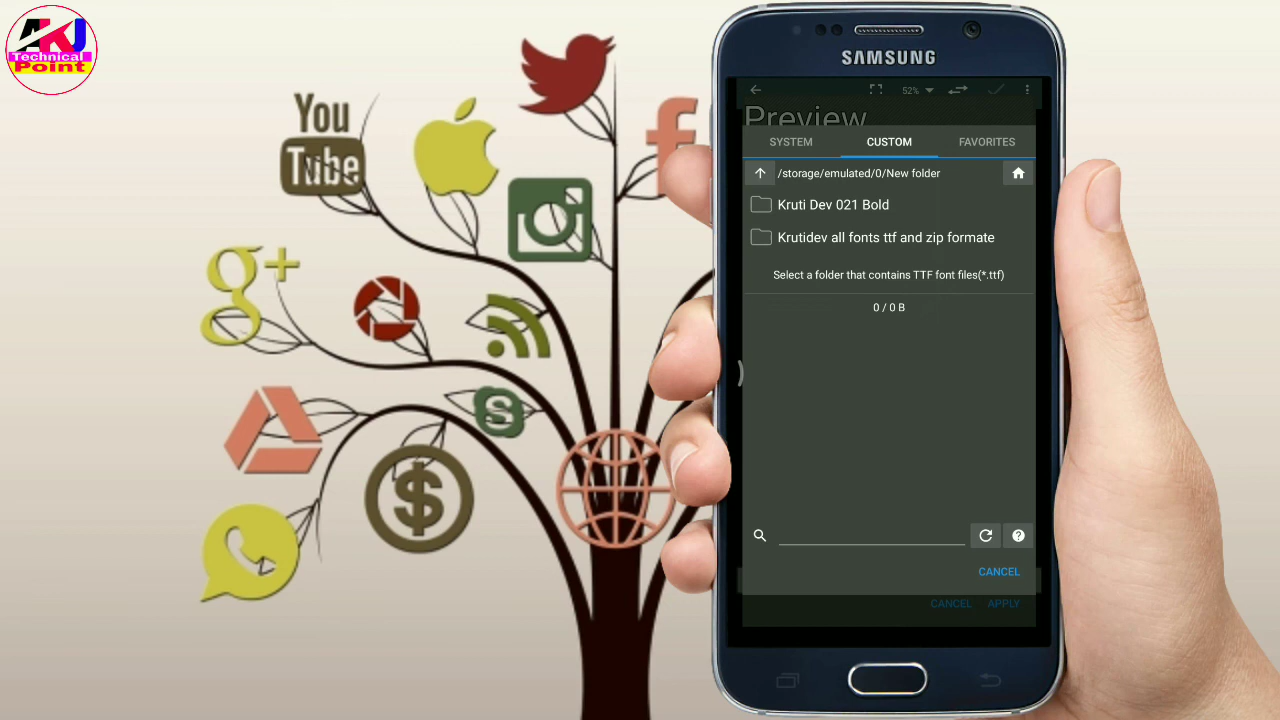 AKJ
Technical
Point
You
Tube
g+
f
S
$
SAMSUNG
52%
Preview
SYSTEM
CUSTOM
FAVORITES
/storage/emulated/0/New folder
Kruti Dev 021 Bold
Krutidev all fonts ttf and zip formate
Select a folder that contains TTF font files(*.ttf)
0 / 0 B
CANCEL
CANCEL APPLY